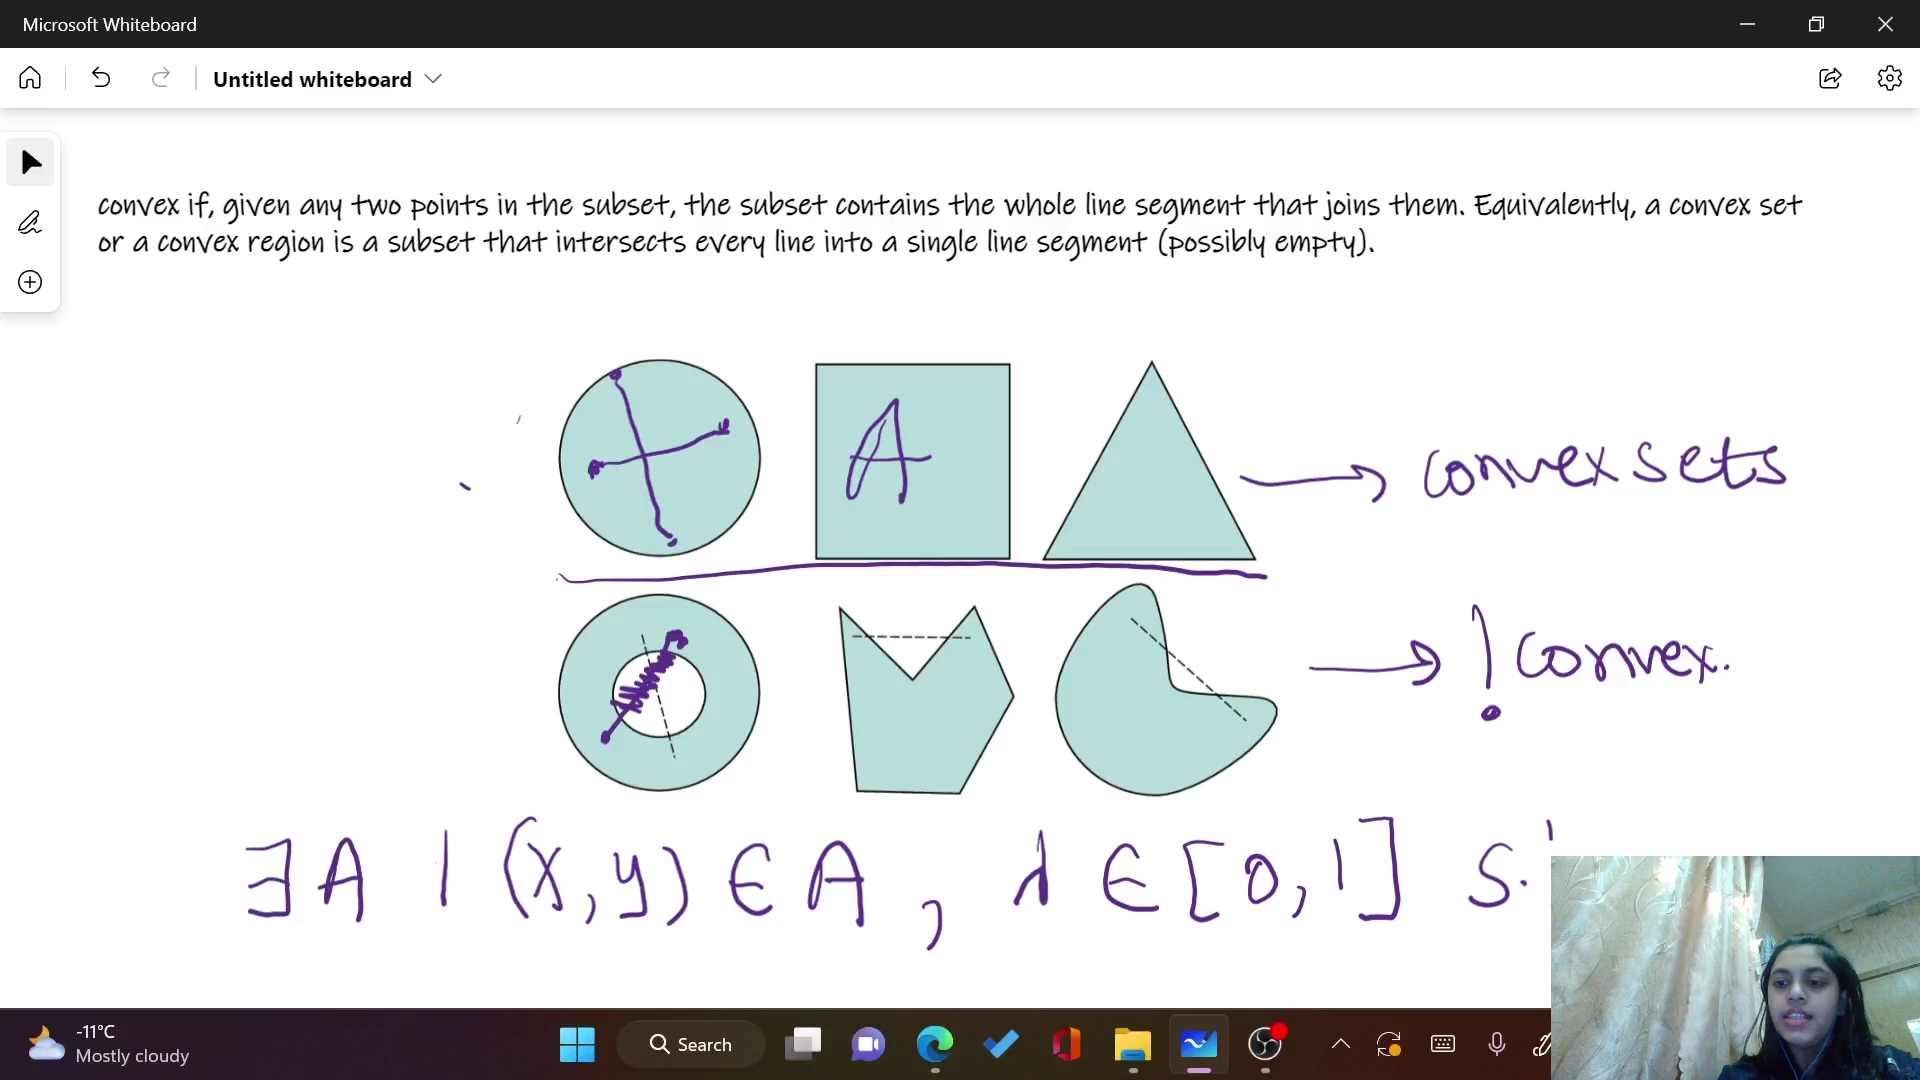 Microsoft Whiteboard
Untitled whiteboard
convex if, given any two points in the subset, the subset contains the whole line segment that joins them. Equivalently, a convex set
or a convex region is a subset that intersects every line into a single line segment (possibly empty).
A
convex sets
! convex.
∃A | (x,y) ∈ A , λ ∈ [0,1] S.
-11°C
Mostly cloudy
Search